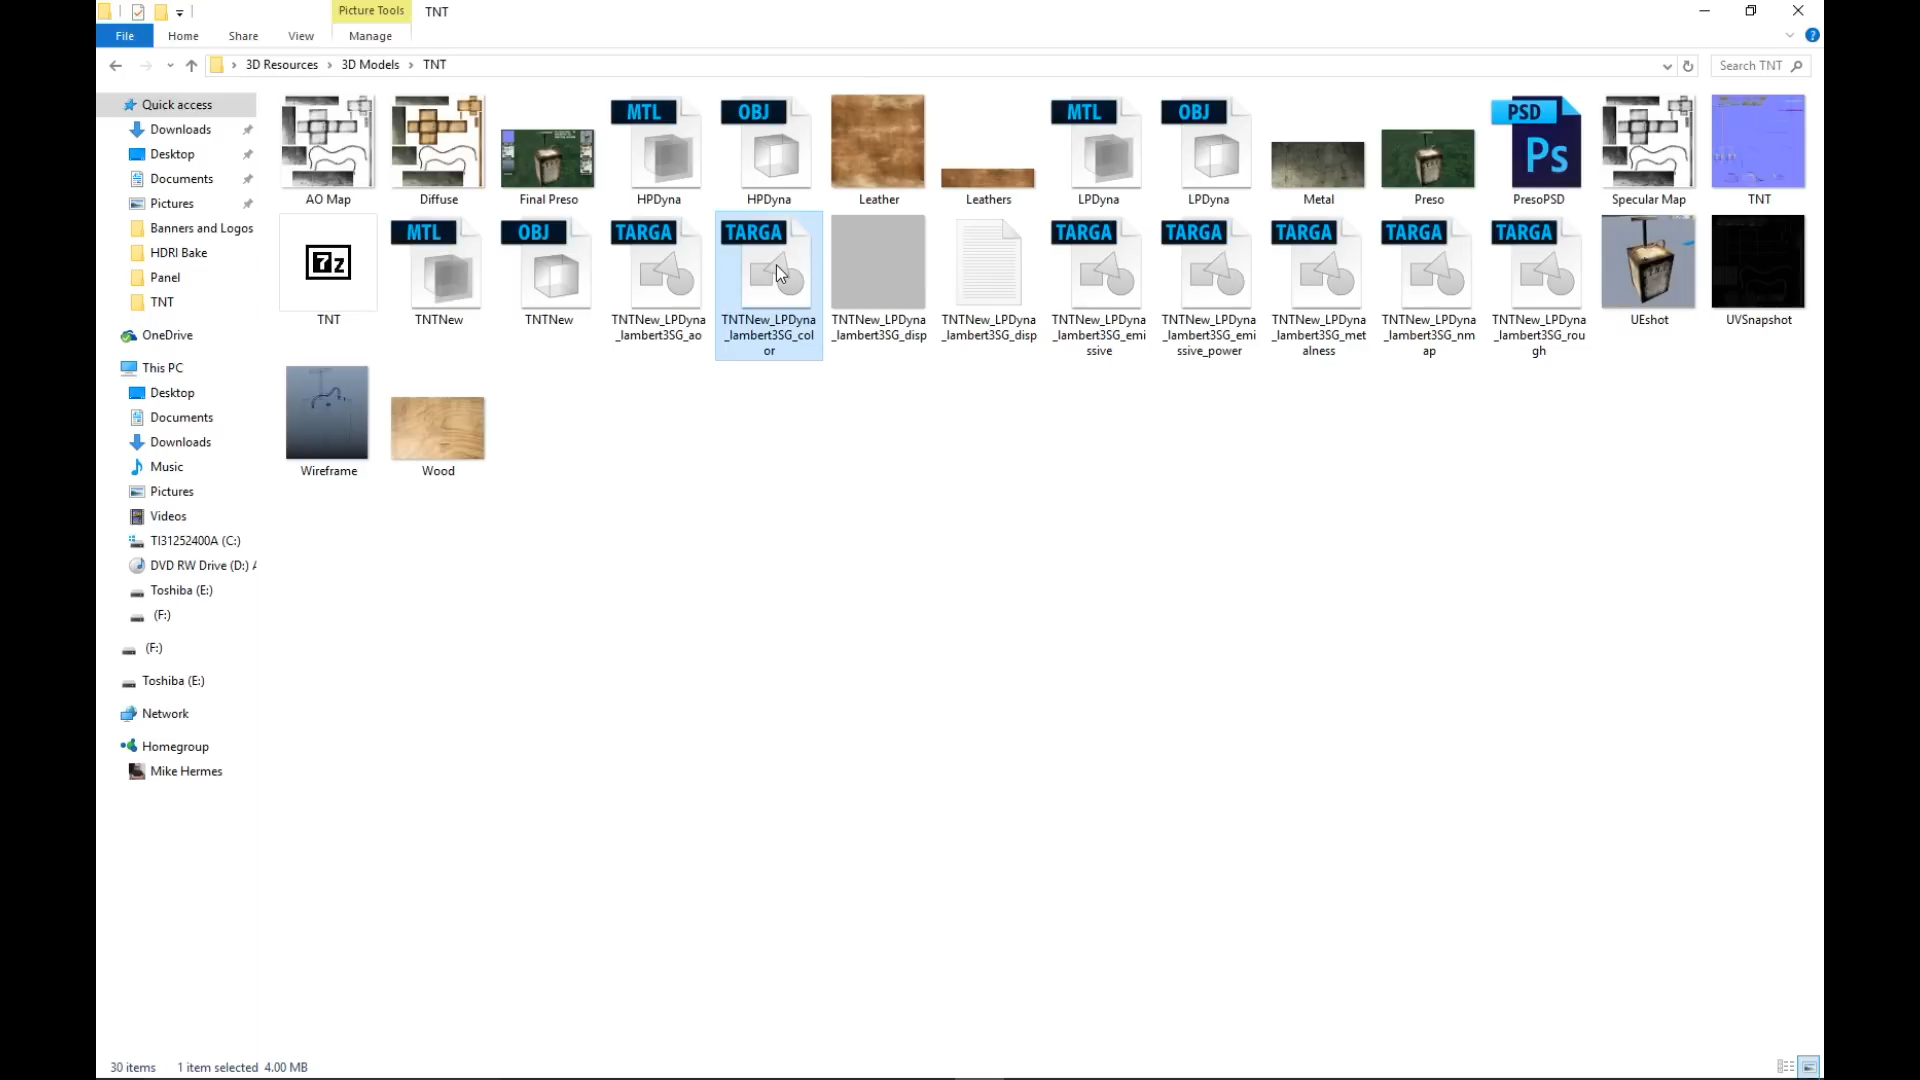 Picture Tools
TNT
File
Home
Share
View
Manage
3D Resources
3D Models
TNT
Search TNT
Quick access
Downloads
Desktop
Documents
Pictures
Banners and Logos
HDRI Bake
Panel
TNT
OneDrive
This PC
Desktop
Documents
Downloads
Music
Pictures
Videos
TI31252400A (C:)
DVD RW Drive (D:) A
Toshiba (E:)
(F:)
(F:)
Toshiba (E:)
Network
Homegroup
Mike Hermes
AO Map
Diffuse
Final Preso
MTL
HPDyna
OBJ
HPDyna
Leather
Leathers
MTL
LPDyna
OBJ
LPDyna
Metal
Preso
PSD
Ps
PresoPSD
Specular Map
TNT
7z
TNT
MTL
TNTNew
OBJ
TNTNew
TARGA
TNTNew_LPDyna
_lambert3SG_ao
TARGA
TNTNew_LPDyna
_lambert3SG_col
or
TNTNew_LPDyna
_lambert3SG_disp
TNTNew_LPDyna
_lambert3SG_disp
TARGA
TNTNew_LPDyna
_lambert3SG_emi
ssive
TARGA
TNTNew_LPDyna
_lambert3SG_emi
ssive_power
TARGA
TNTNew_LPDyna
_lambert3SG_met
alness
TARGA
TNTNew_LPDyna
_lambert3SG_nm
ap
TARGA
TNTNew_LPDyna
_lambert3SG_rou
gh
UEshot
UVSnapshot
Wireframe
Wood
30 items
1 item selected 4.00 MB